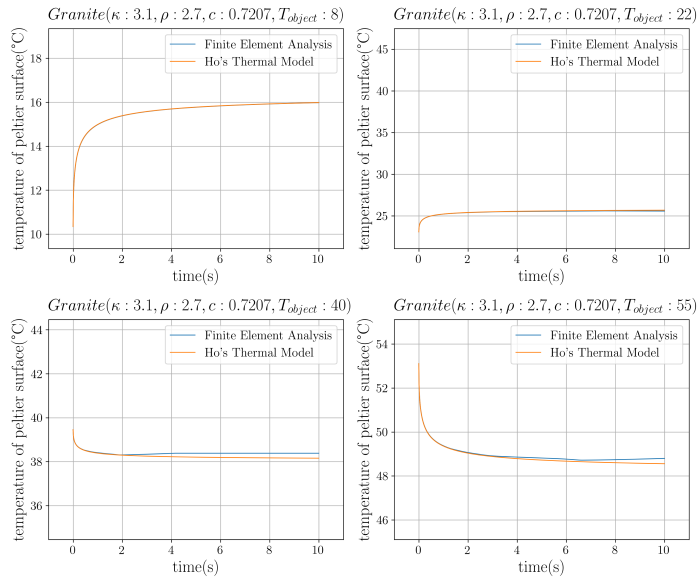 Granite(κ : 3.1, ρ : 2.7, c : 0.7207, T_object : 8)
temperature of peltier surface(°C)
18
16
14
12
10
Finite Element Analysis
Ho's Thermal Model
0 2 4 6 8 10
time(s)
Granite(κ : 3.1, ρ : 2.7, c : 0.7207, T_object : 22)
temperature of peltier surface(°C)
45
40
35
30
25
Finite Element Analysis
Ho's Thermal Model
0 2 4 6 8 10
time(s)
Granite(κ : 3.1, ρ : 2.7, c : 0.7207, T_object : 40)
temperature of peltier surface(°C)
44
42
40
38
36
Finite Element Analysis
Ho's Thermal Model
0 2 4 6 8 10
time(s)
Granite(κ : 3.1, ρ : 2.7, c : 0.7207, T_object : 55)
temperature of peltier surface(°C)
54
52
50
48
46
Finite Element Analysis
Ho's Thermal Model
0 2 4 6 8 10
time(s)